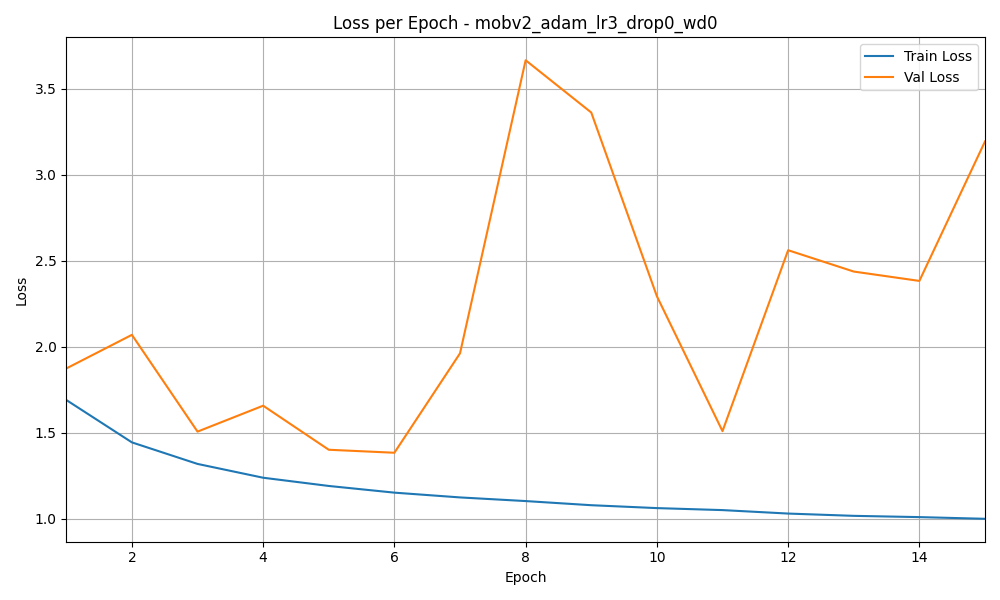 Loss per Epoch - mobv2_adam_lr3_drop0_wd0
Train Loss
Val Loss
3.5
3.0
2.5
2.0
1.5
1.0
Loss
2 4 6 8 10 12 14
Epoch